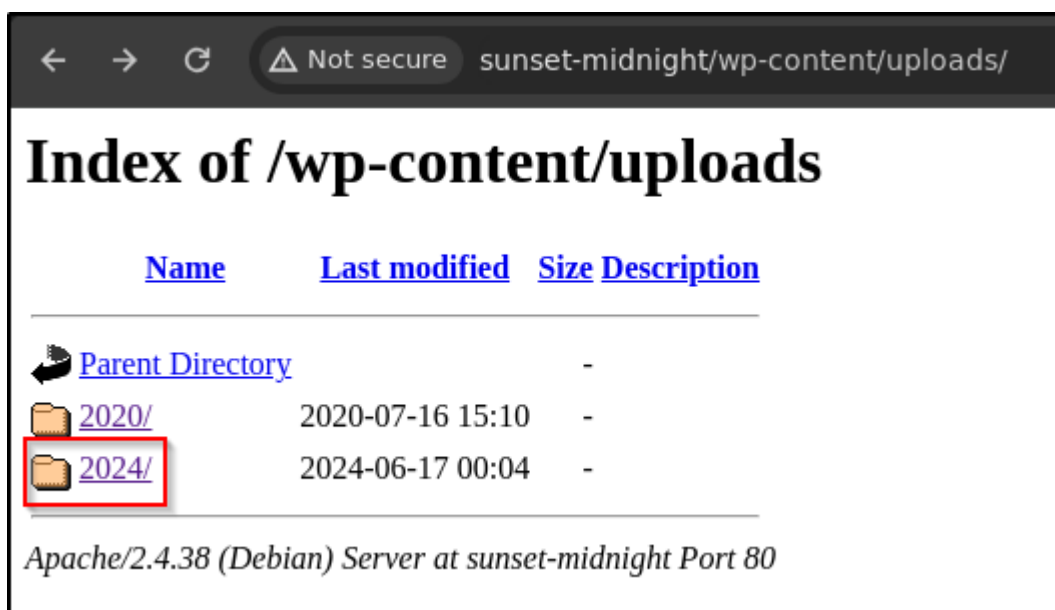 Not secure sunset-midnight/wp-content/uploads/
Index of /wp-content/uploads
Name Last modified Size Description
Parent Directory -
2020/ 2020-07-16 15:10 -
2024/ 2024-06-17 00:04 -
Apache/2.4.38 (Debian) Server at sunset-midnight Port 80